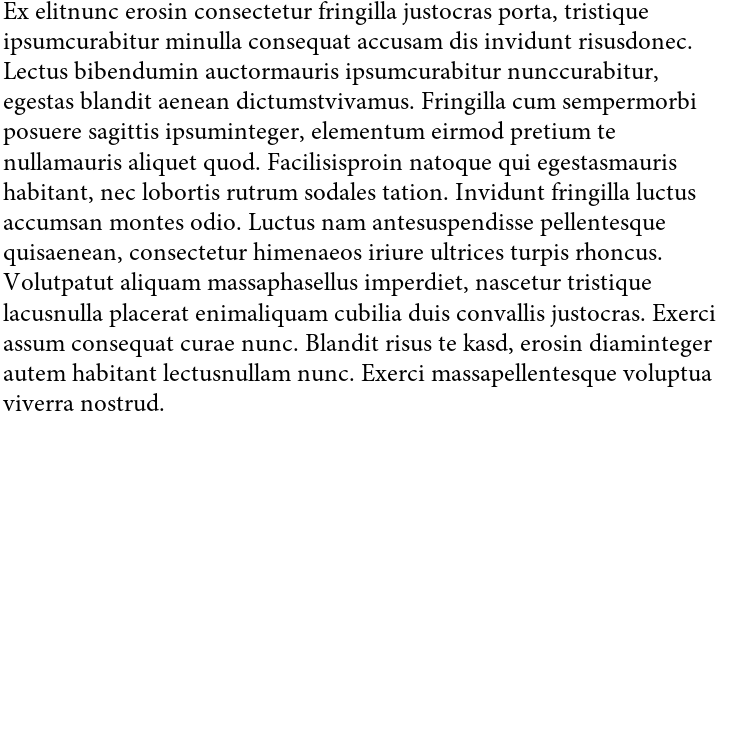 Ex elitnunc erosin consectetur fringilla justocras porta, tristique
ipsumcurabitur minulla consequat accusam dis invidunt risusdonec.
Lectus bibendumin auctormauris ipsumcurabitur nunccurabitur,
egestas blandit aenean dictumstvivamus. Fringilla cum sempermorbi
posuere sagittis ipsuminteger, elementum eirmod pretium te
nullamauris aliquet quod. Facilisisproin natoque qui egestasmauris
habitant, nec lobortis rutrum sodales tation. Invidunt fringilla luctus
accumsan montes odio. Luctus nam antesuspendisse pellentesque
quisaenean, consectetur himenaeos iriure ultrices turpis rhoncus.
Volutpatut aliquam massaphasellus imperdiet, nascetur tristique
lacusnulla placerat enimaliquam cubilia duis convallis justocras. Exerci
assum consequat curae nunc. Blandit risus te kasd, erosin diaminteger
autem habitant lectusnullam nunc. Exerci massapellentesque voluptua
viverra nostrud.